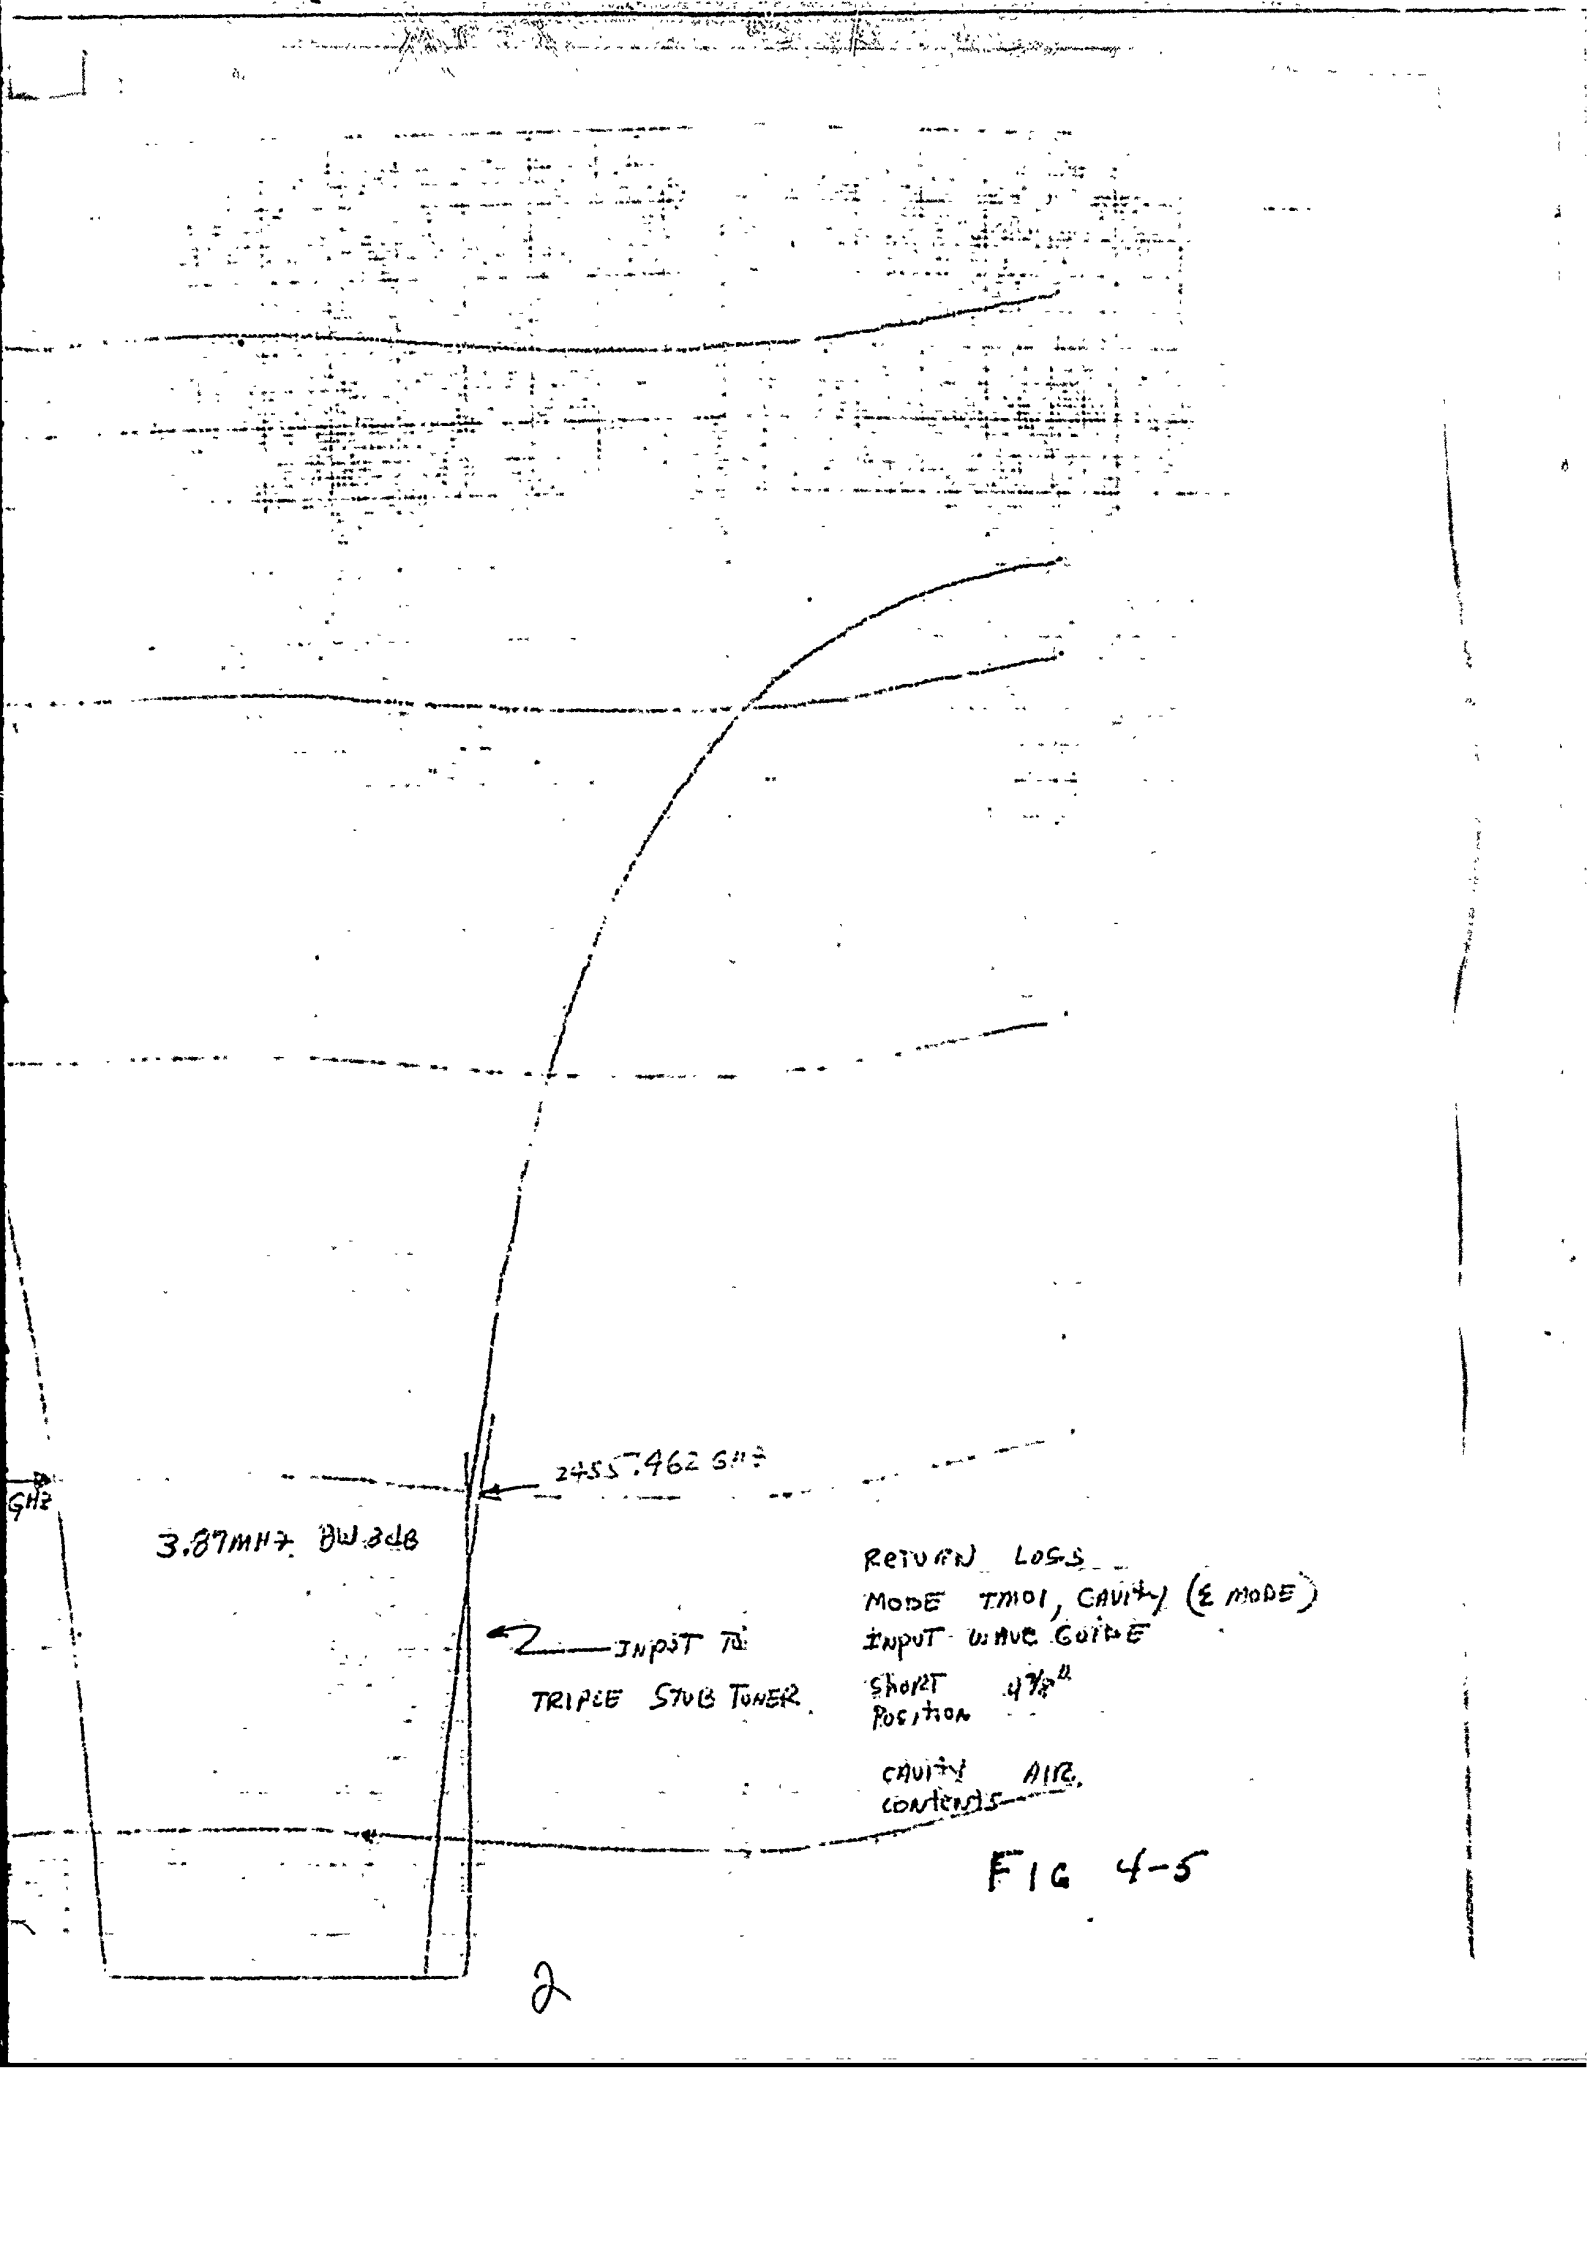 2455.462 GHz
GHz
3.87MHz. BW 3dB
RETURN LOSS
MODE TM01, CAVITY (Σ MODE)
INPUT TO
INPUT WAVE GUIDE
TRIPLE STUB TUNER.
SHORT 4⅞"
POSITION
CAVITY AIR.
CONTENTS
FIG 4-5
2